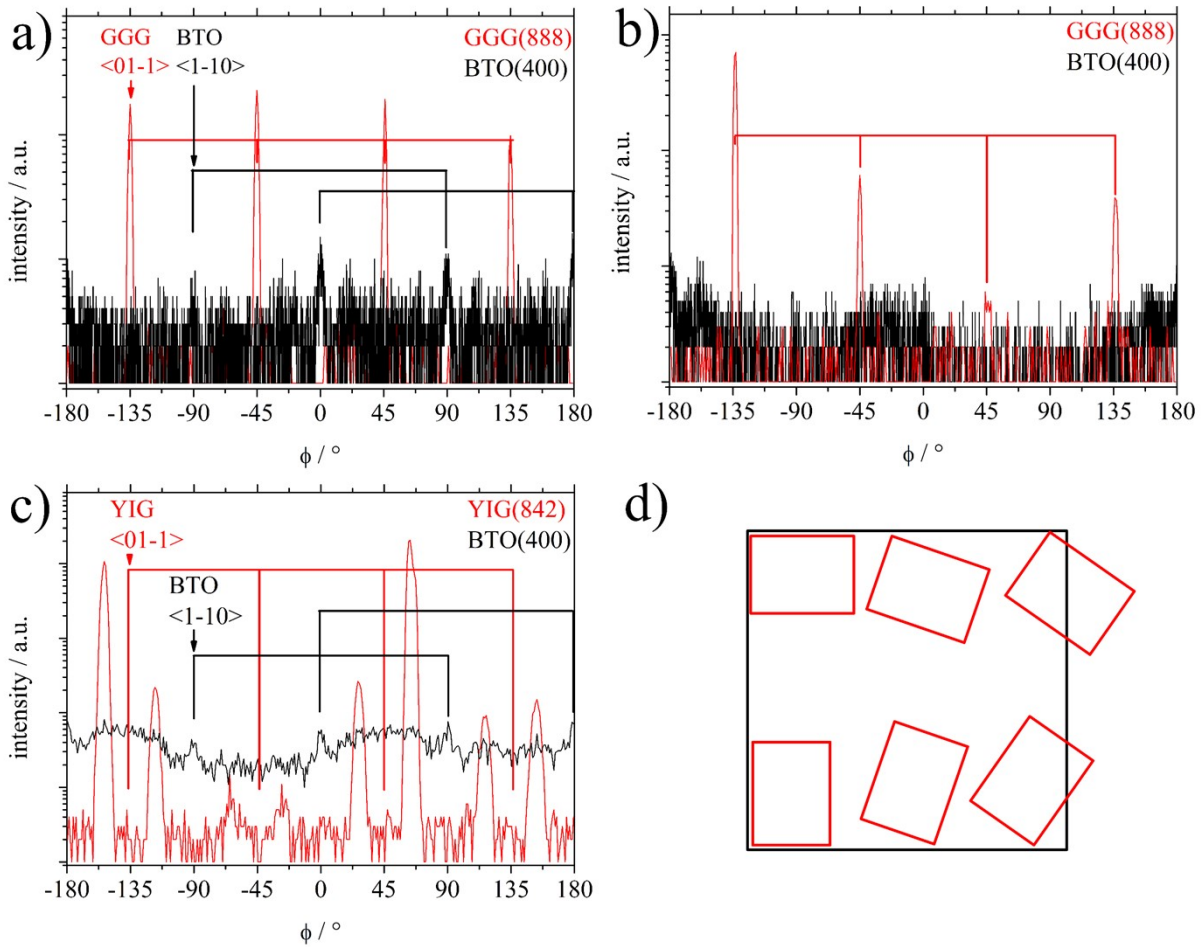 a)
GGG
<01-1>
BTO
<1-10>
GGG(888)
BTO(400)
intensity / a.u.
-180 -135 -90 -45 0 45 90 135 180
ϕ / °
b)
GGG(888)
BTO(400)
intensity / a.u.
-180 -135 -90 -45 0 45 90 135 180
ϕ / °
c)
YIG
<01-1>
BTO
<1-10>
YIG(842)
BTO(400)
intensity / a.u.
-180 -135 -90 -45 0 45 90 135 180
ϕ / °
d)